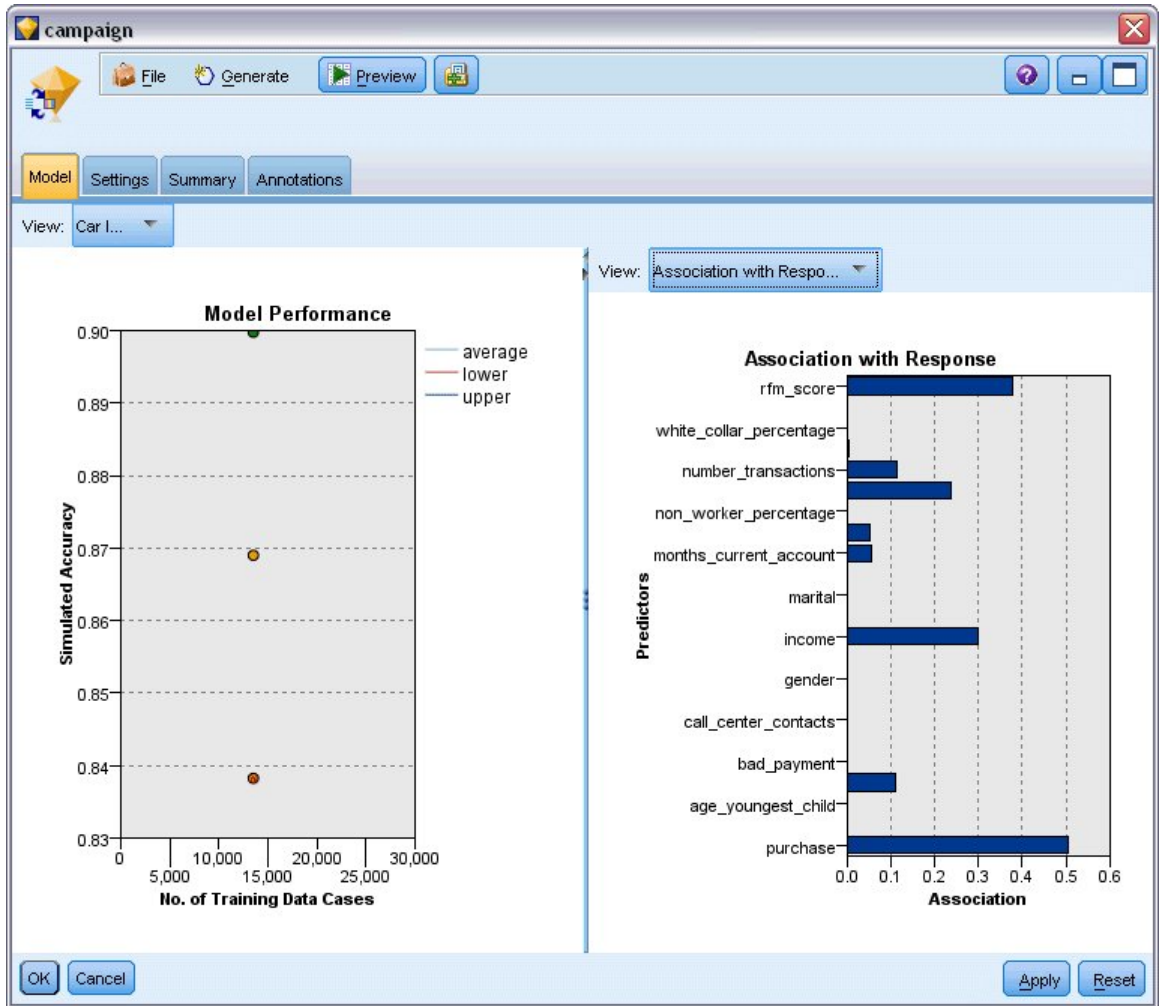 campaign
File Generate Preview
Model Settings Summary Annotations
View: Car I...
View: Association with Respo...
Model Performance
0.90
0.89
0.88
0.87
0.86
0.85
0.84
0.83
Simulated Accuracy
0 10,000 20,000 30,000
5,000 15,000 25,000
No. of Training Data Cases
average
lower
upper
Association with Response
rfm_score
white_collar_percentage
number_transactions
non_worker_percentage
months_current_account
marital
income
gender
call_center_contacts
bad_payment
age_youngest_child
purchase
Predictors
0.0 0.1 0.2 0.3 0.4 0.5 0.6
Association
OK Cancel Apply Reset